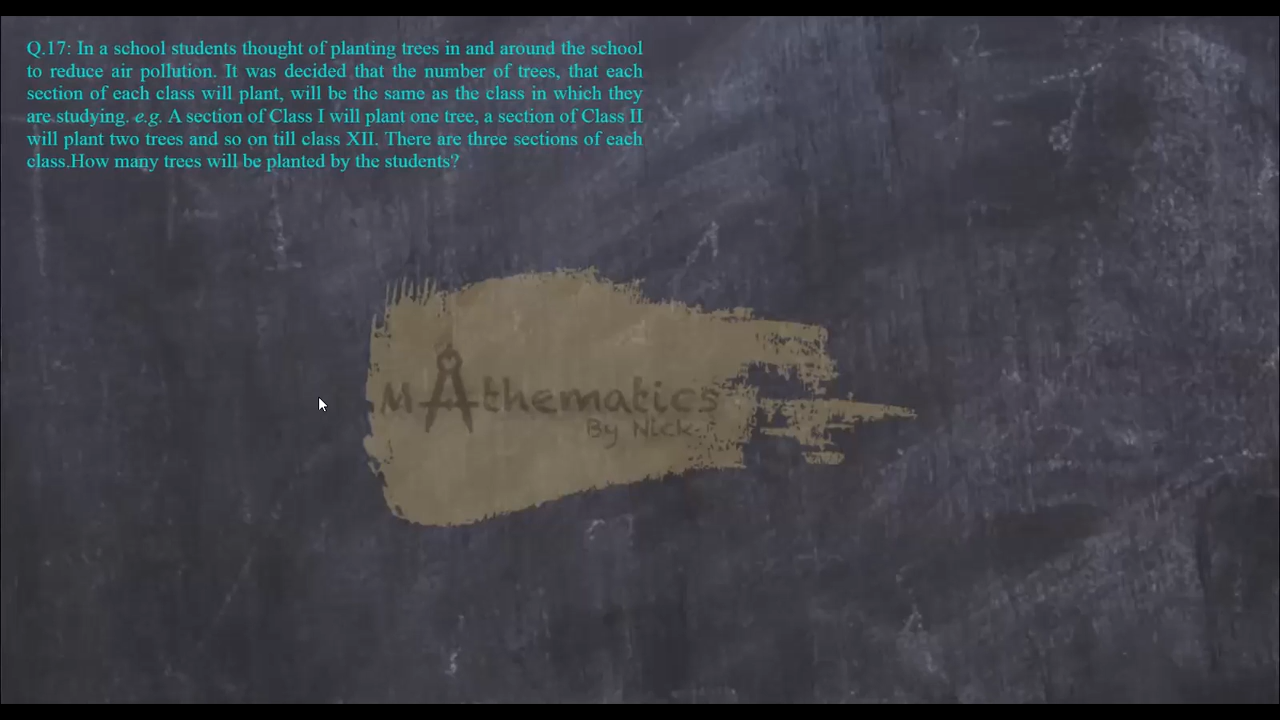 Q.17: In a school students thought of planting trees in and around the school
to reduce air pollution. It was decided that the number of trees, that each
section of each class will plant, will be the same as the class in which they
are studying. e.g. A section of Class I will plant one tree, a section of Class II
will plant two trees and so on till class XII. There are three sections of each
class.How many trees will be planted by the students?
MAthematics
By Nick